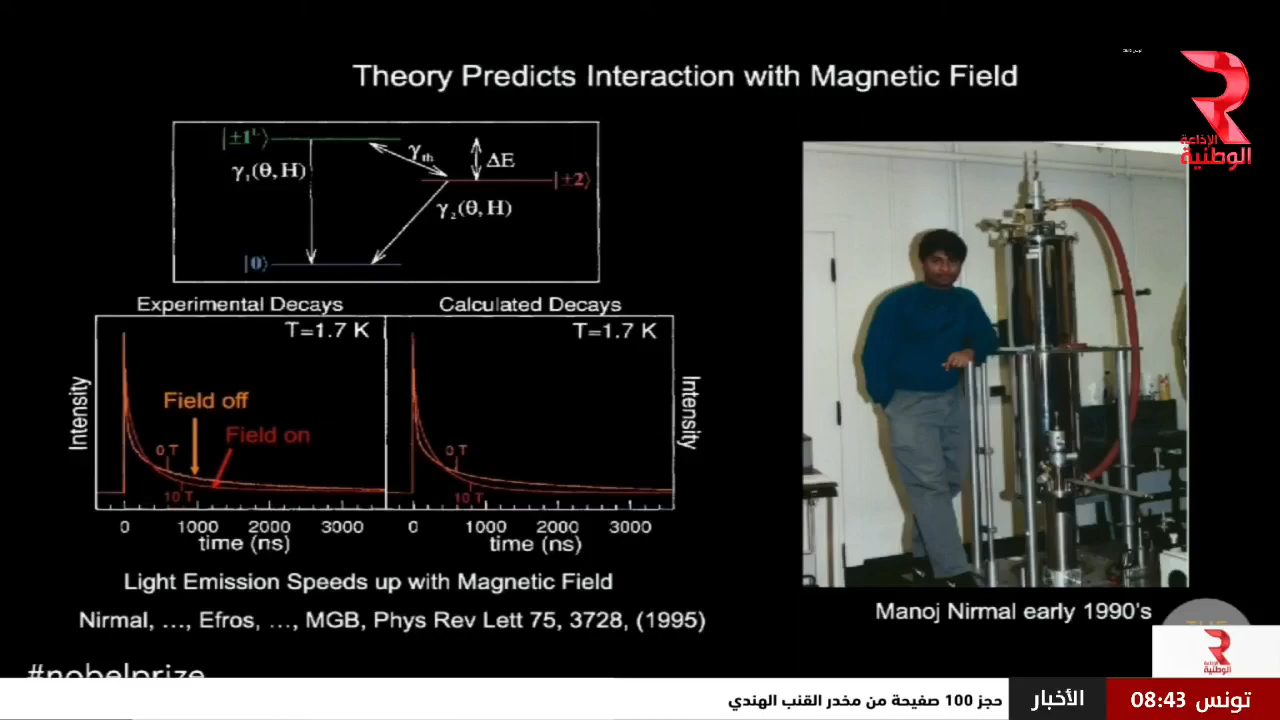 Theory Predicts Interaction with Magnetic Field
الإذاعة
الوطنية
|±1ᴸ⟩
γth
ΔE
γ₁(θ,H)
|±2⟩
γ₂(θ,H)
|0⟩
Experimental Decays
Calculated Decays
T=1.7 K
T=1.7 K
Intensity
Intensity
Field off
Field on
0 T
10 T
0 T
10 T
0 1000 2000 3000
0 1000 2000 3000
time (ns)
time (ns)
Light Emission Speeds up with Magnetic Field
Nirmal, ..., Efros, ..., MGB, Phys Rev Lett 75, 3728, (1995)
Manoj Nirmal early 1990's
THE
الإذاعة
الوطنية
#nobelprize
حجز 100 صفيحة من مخدر القنب الهندي
الأخبار
تونس 08:43